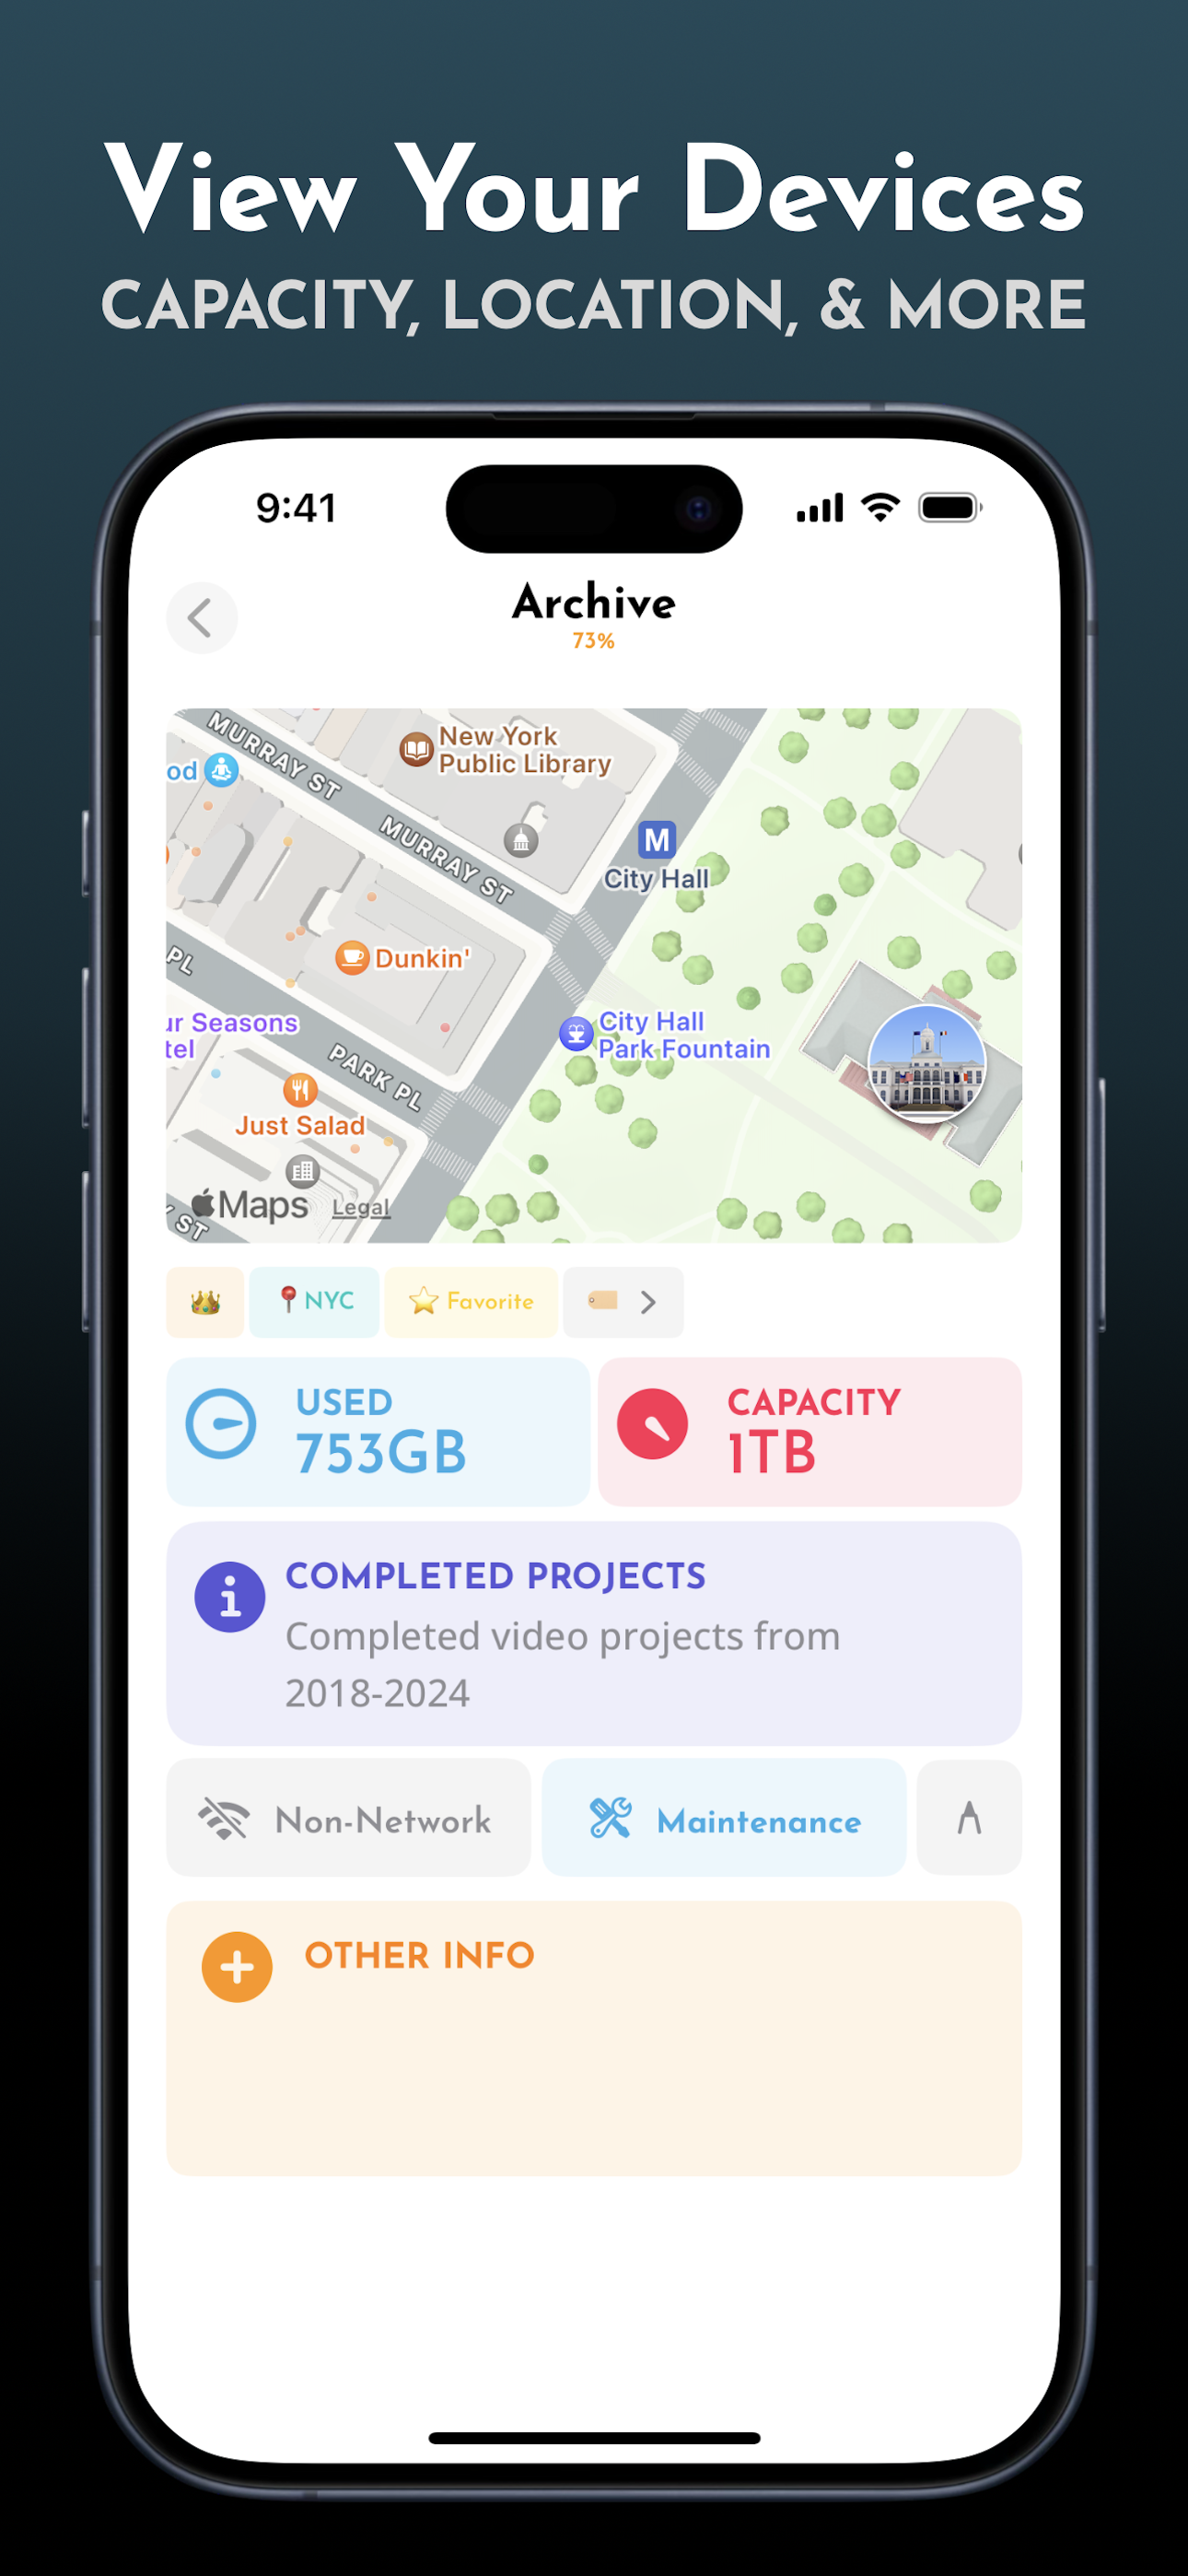 View Your Devices
CAPACITY, LOCATION, & MORE
9:41
Archive
73%
MURRAY ST
New York
Public Library
od
MURRAY ST
M
City Hall
Dunkin'
PL
ur Seasons
tel
City Hall
Park Fountain
PARK PL
Just Salad
Maps
Legal
ST
NYC
Favorite
USED
753GB
CAPACITY
1TB
COMPLETED PROJECTS
Completed video projects from
2018-2024
Non-Network
Maintenance
OTHER INFO